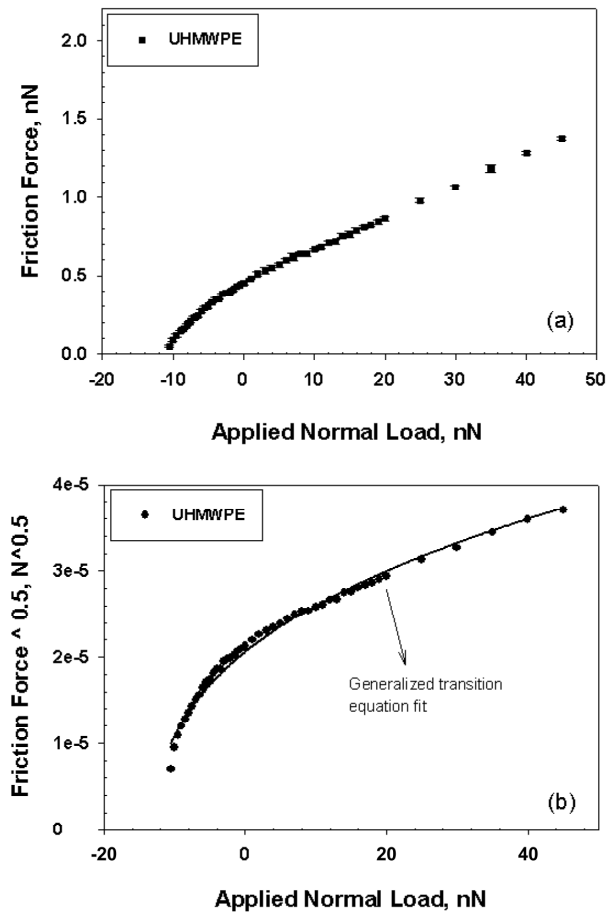 2.0
UHMWPE
1.5
1.0
0.5
0.0
Friction Force, nN
(a)
-20 -10 0 10 20 30 40 50
Applied Normal Load, nN
4e-5
UHMWPE
3e-5
2e-5
1e-5
0
Friction Force ^ 0.5, N^0.5
Generalized transition
equation fit
(b)
-20 0 20 40
Applied Normal Load, nN